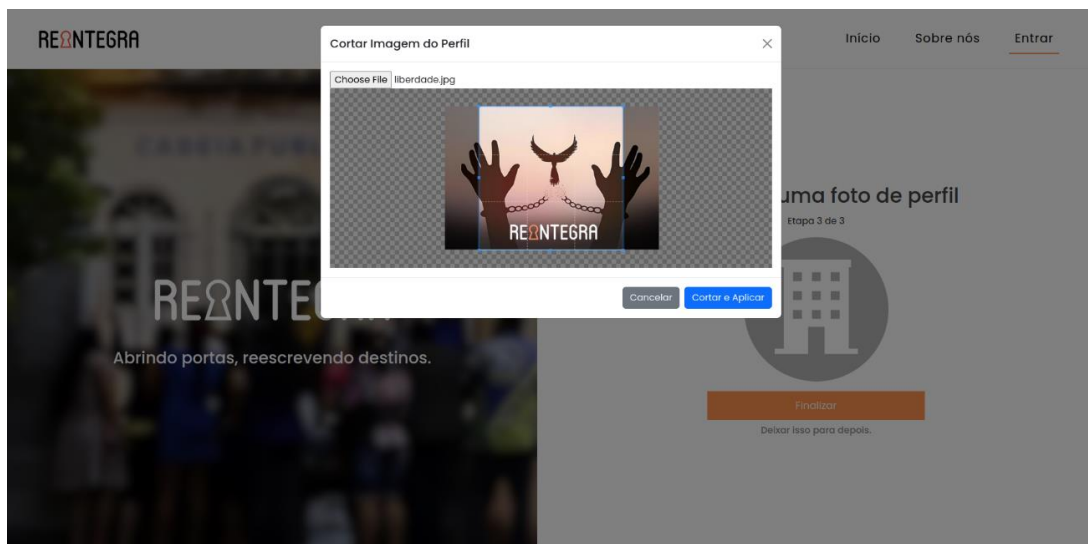 REINTEGRA
Início
Sobre nós
Entrar
Cortar Imagem do Perfil
Choose File
liberdade.jpg
REINTEGRA
Cancelar
Cortar e Aplicar
CADEIA
Abrindo portas, reescrevendo destinos.
uma foto de perfil
Etapa 3 de 3
Finalizar
Deixar isso para depois.